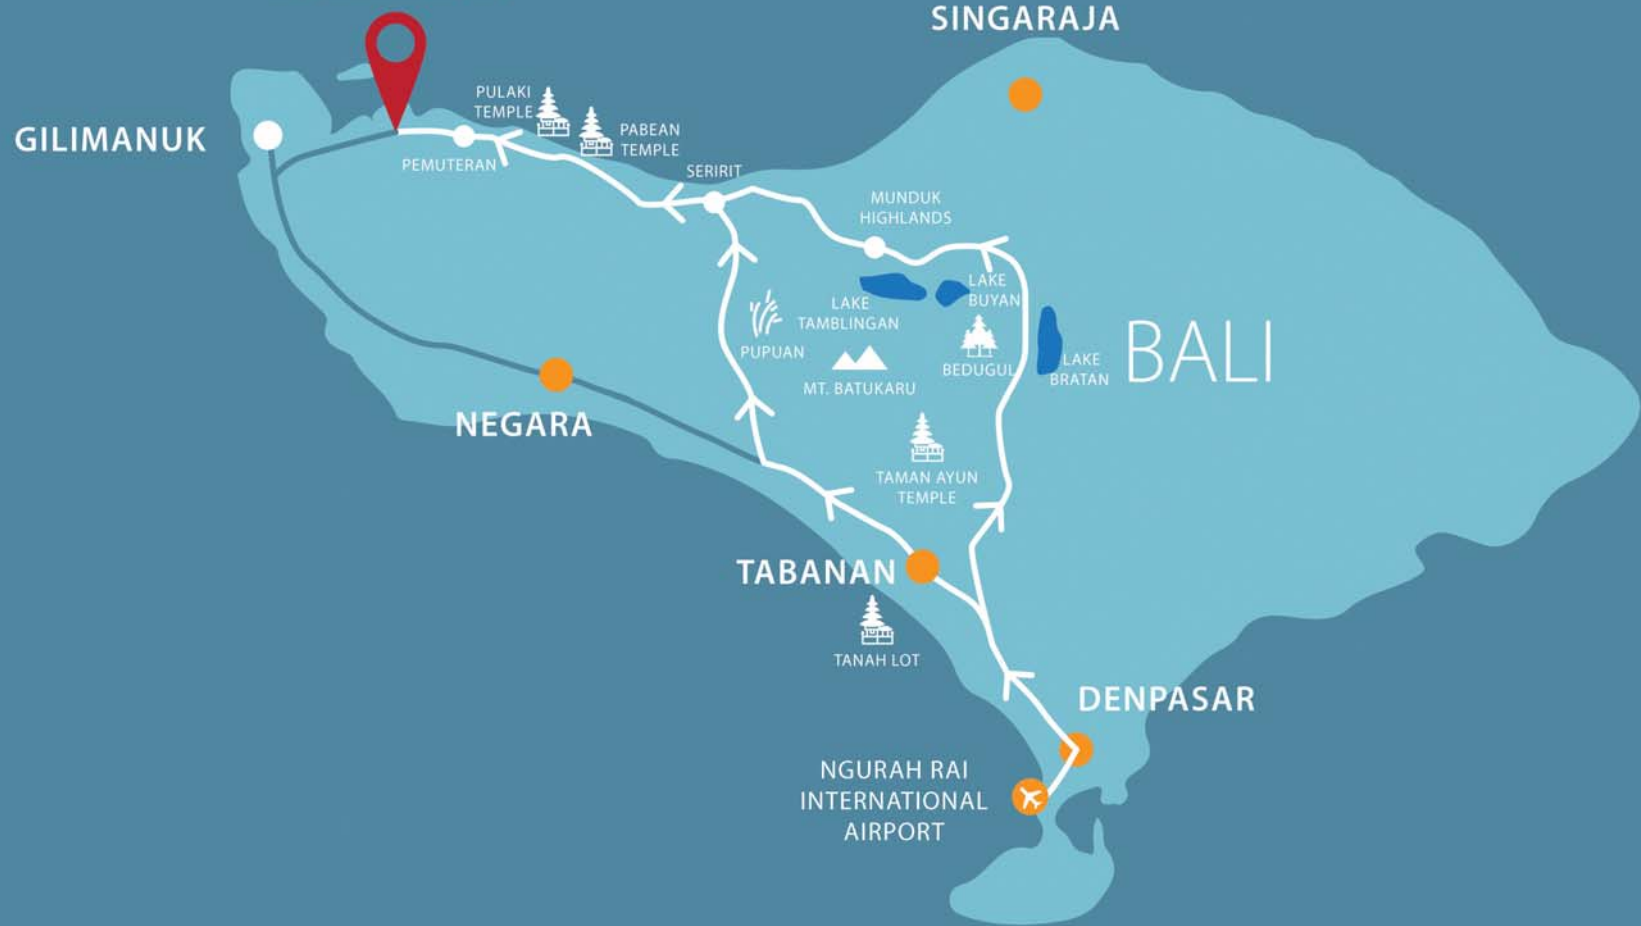 SINGARAJA
PULAKI
TEMPLE
PABEAN
TEMPLE
GILIMANUK
PEMUTERAN
SERIRIT
MUNDUK
HIGHLANDS
LAKE
BUYAN
LAKE
TAMBLINGAN
PUPUAN
MT. BATUKARU
BEDUGUL
LAKE
BRATAN
BALI
NEGARA
TAMAN AYUN
TEMPLE
TABANAN
TANAH LOT
DENPASAR
NGURAH RAI
INTERNATIONAL
AIRPORT